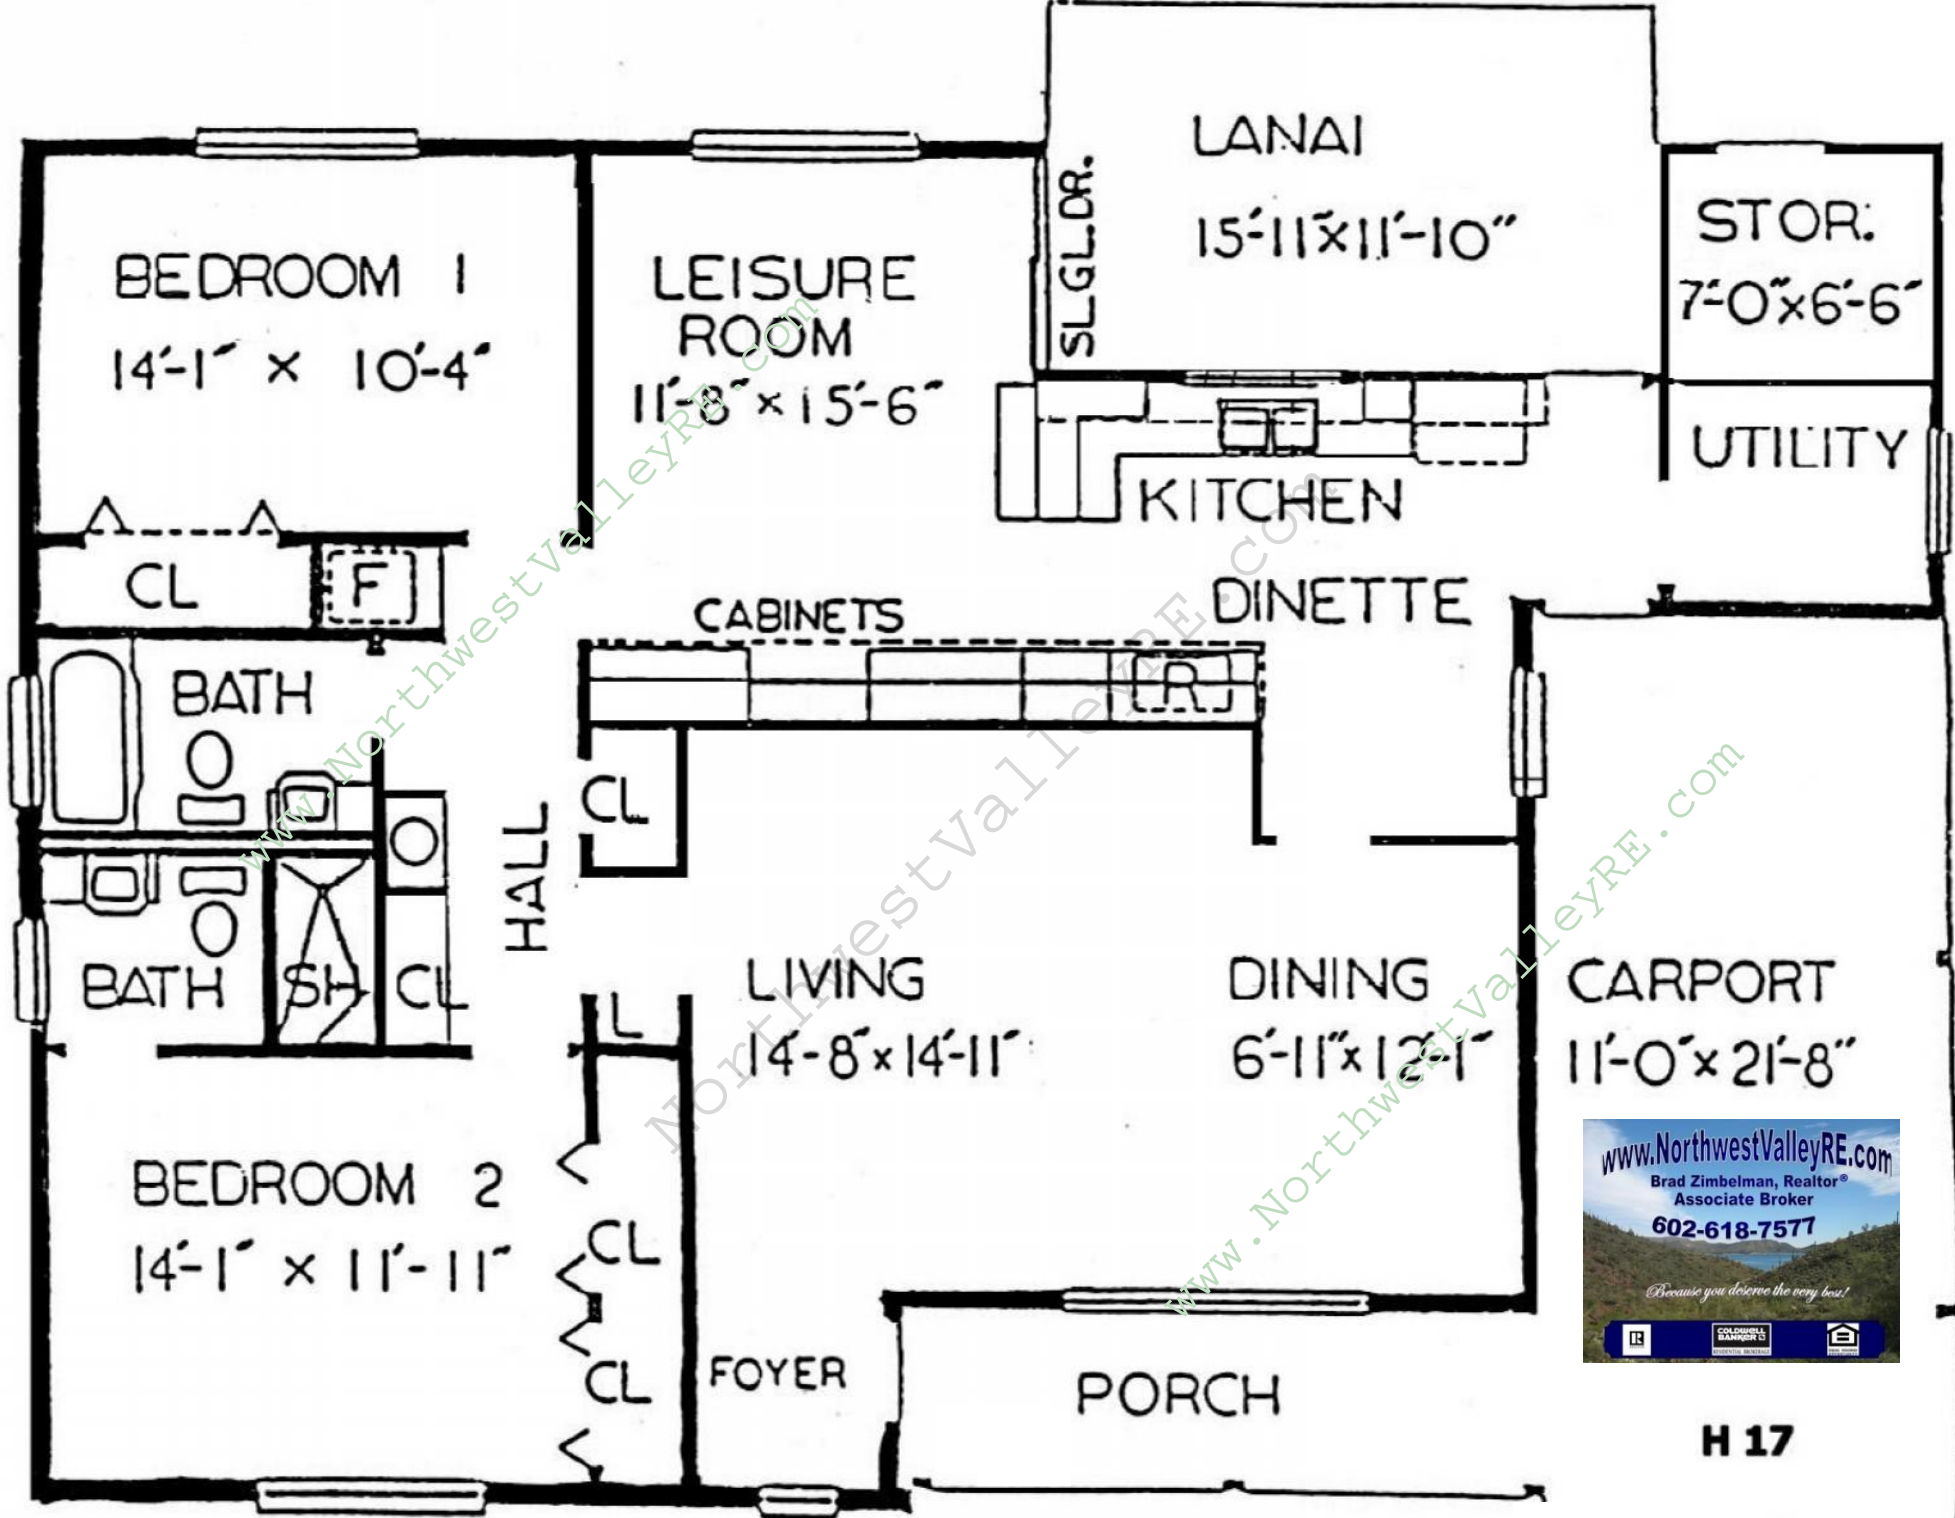 LANAI
15'-11"x11'-10"
SLGL.DR.
STOR.
7'-0"x6'-6"
BEDROOM 1
14'-1" x 10'-4"
LEISURE
ROOM
11'-8" x 15'-6"
UTILITY
KITCHEN
DINETTE
CABINETS
CL
F
BATH
R
CL
HALL
BATH
SH
CL
L
LIVING
14'-8"x14'-11"
DINING
6'-11"x12'-1"
CARPORT
11'-0"x21'-8"
BEDROOM 2
14'-1" x 11'-11"
CL
CL
FOYER
PORCH
www.NorthwestValleyRE.com
NorthwestValleyRE.com
www.NorthwestValleyRE.com
www.NorthwestValleyRE.com
Brad Zimbelman, Realtor®
Associate Broker
602-618-7577
Because you deserve the very best!
COLDWELL
BANKER
H 17